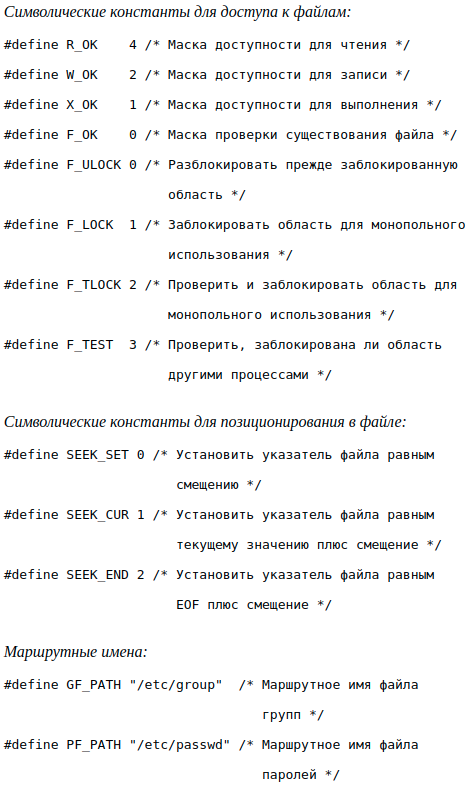 Символические константы для доступа к файлам:
#define R_OK    4 /* Маска доступности для чтения */
#define W_OK    2 /* Маска доступности для записи */
#define X_OK    1 /* Маска доступности для выполнения */
#define F_OK    0 /* Маска проверки существования файла */
#define F_ULOCK 0 /* Разблокировать прежде заблокированную
                     область */
#define F_LOCK  1 /* Заблокировать область для монопольного
                     использования */
#define F_TLOCK 2 /* Проверить и заблокировать область для
                     монопольного использования */
#define F_TEST  3 /* Проверить, заблокирована ли область
                     другими процессами */
Символические константы для позиционирования в файле:
#define SEEK_SET 0 /* Установить указатель файла равным
                      смещению */
#define SEEK_CUR 1 /* Установить указатель файла равным
                      текущему значению плюс смещение */
#define SEEK_END 2 /* Установить указатель файла равным
                      EOF плюс смещение */
Маршрутные имена:
#define GF_PATH "/etc/group"  /* Маршрутное имя файла
                                 групп */
#define PF_PATH "/etc/passwd" /* Маршрутное имя файла
                                 паролей */